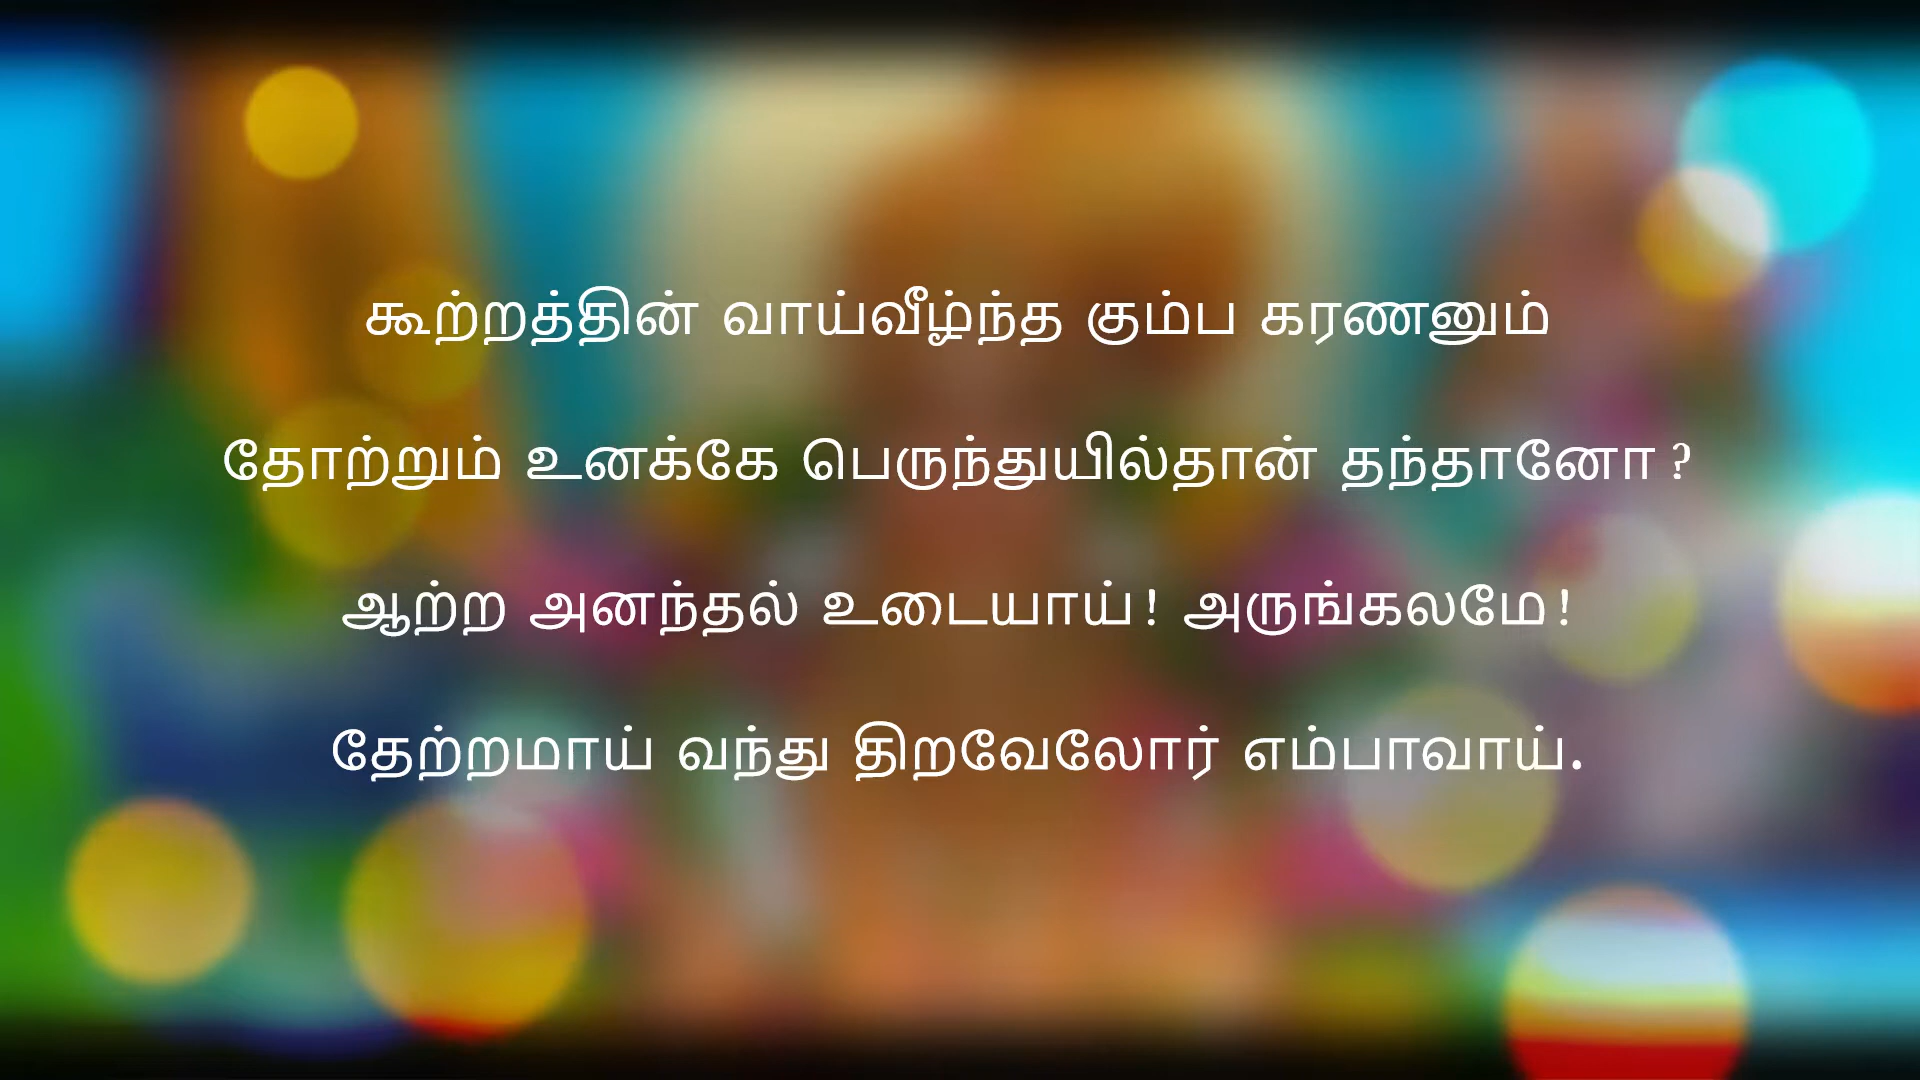 கூற்றத்தின் வாய்வீழ்ந்த கும்ப கரணனும்
தோற்றும் உனக்கே பெருந்துயில்தான் தந்தானோ?
ஆற்ற அனந்தல் உடையாய்! அருங்கலமே!
தேற்றமாய் வந்து திறவேலோர் எம்பாவாய்.